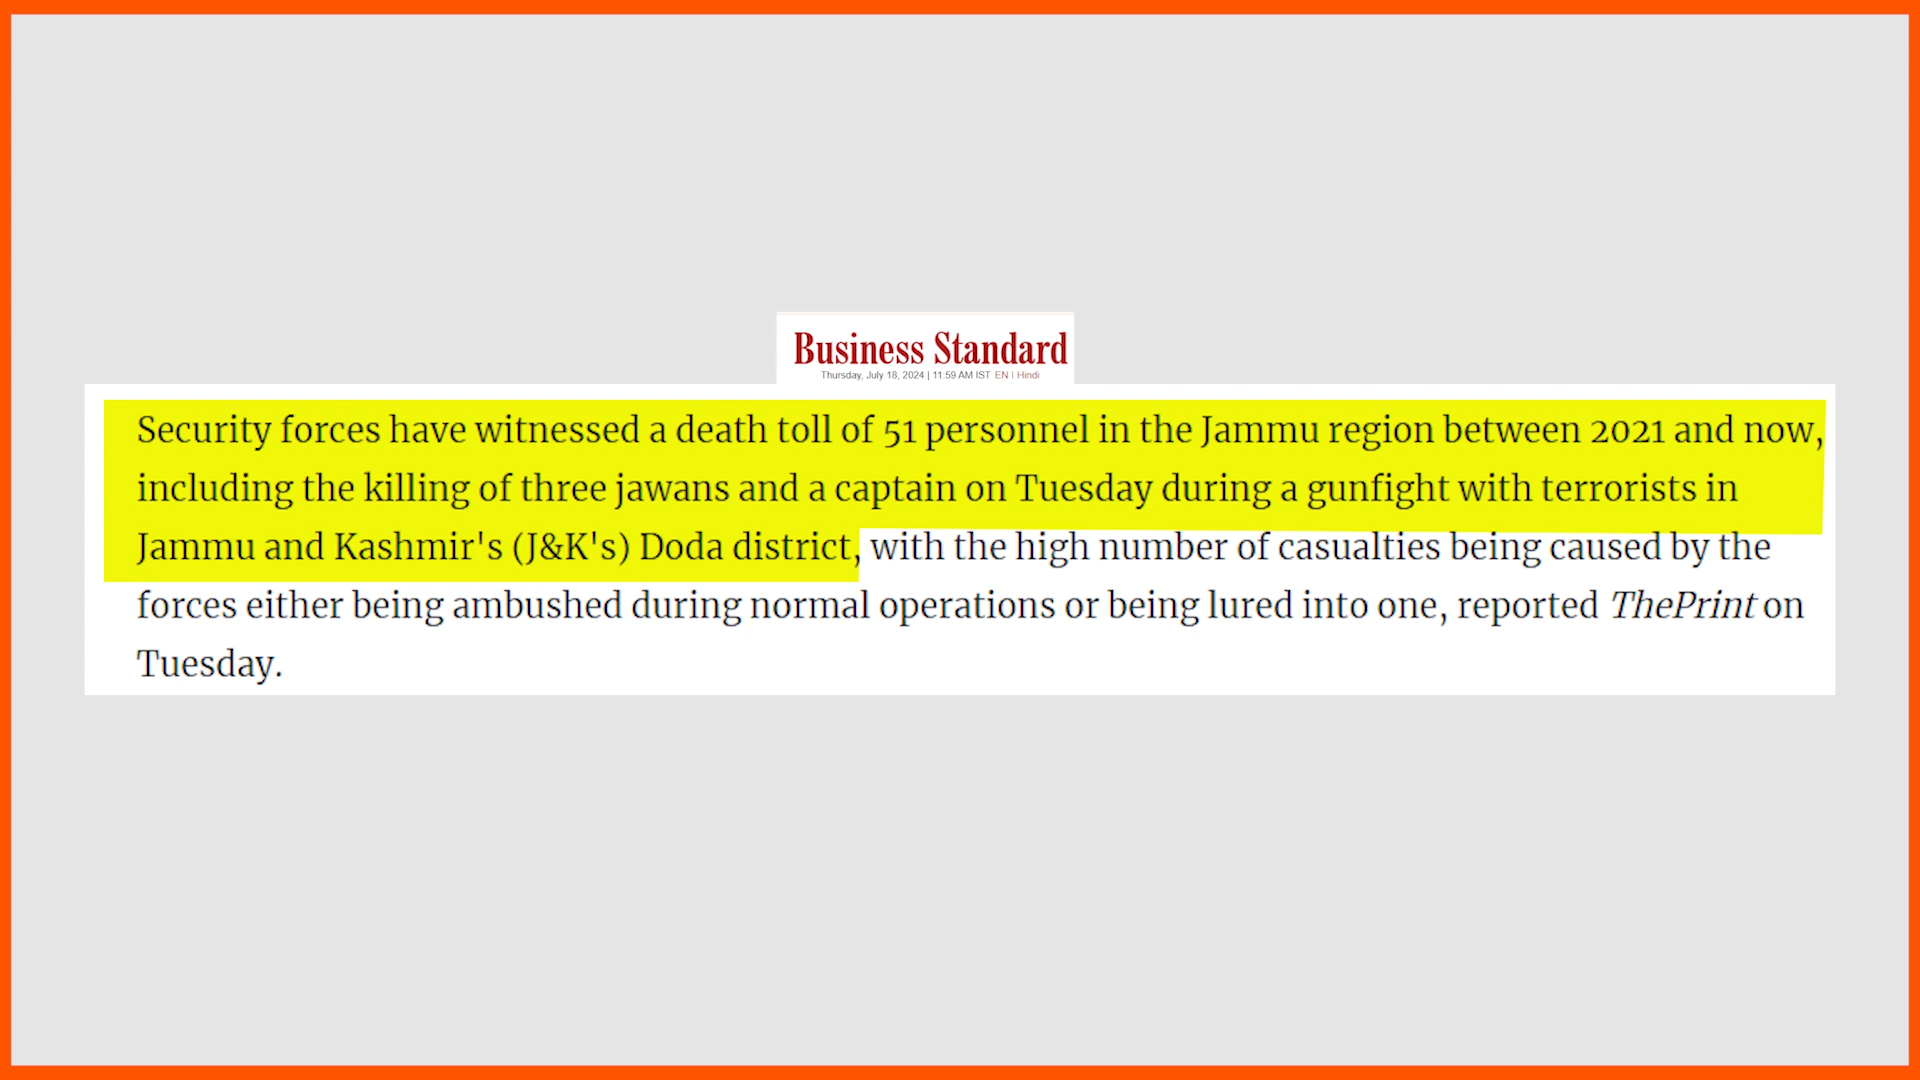 Business Standard
Thursday, July 18, 2024 | 11:59 AM IST EN | Hindi
Security forces have witnessed a death toll of 51 personnel in the Jammu region between 2021 and now,
including the killing of three jawans and a captain on Tuesday during a gunfight with terrorists in
Jammu and Kashmir's (J&K's) Doda district, with the high number of casualties being caused by the
forces either being ambushed during normal operations or being lured into one, reported ThePrint on
Tuesday.